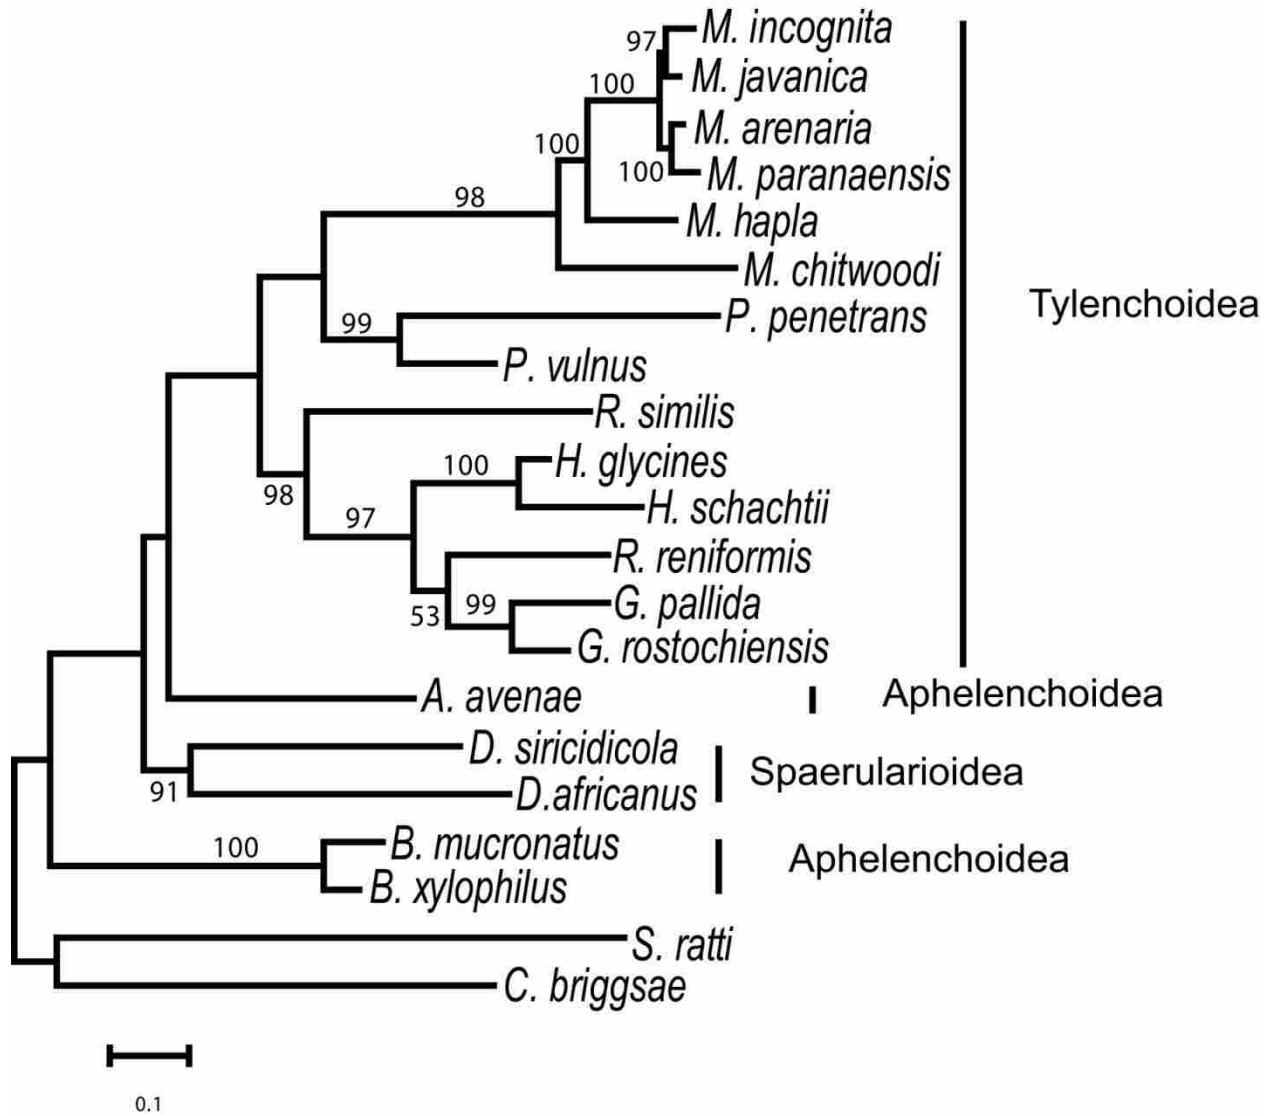 M. incognita
97
M. javanica
100
M. arenaria
100
100
M. paranaensis
98
M. hapla
M. chitwoodi
Tylenchoidea
P. penetrans
99
P. vulnus
R. similis
100
H. glycines
98
H. schachtii
97
R. reniformis
53
99
G. pallida
G. rostochiensis
A. avenae
Aphelenchoidea
D. siricidicola
Spaerularioidea
91
D.africanus
100
B. mucronatus
Aphelenchoidea
B. xylophilus
S. ratti
C. briggsae
0.1